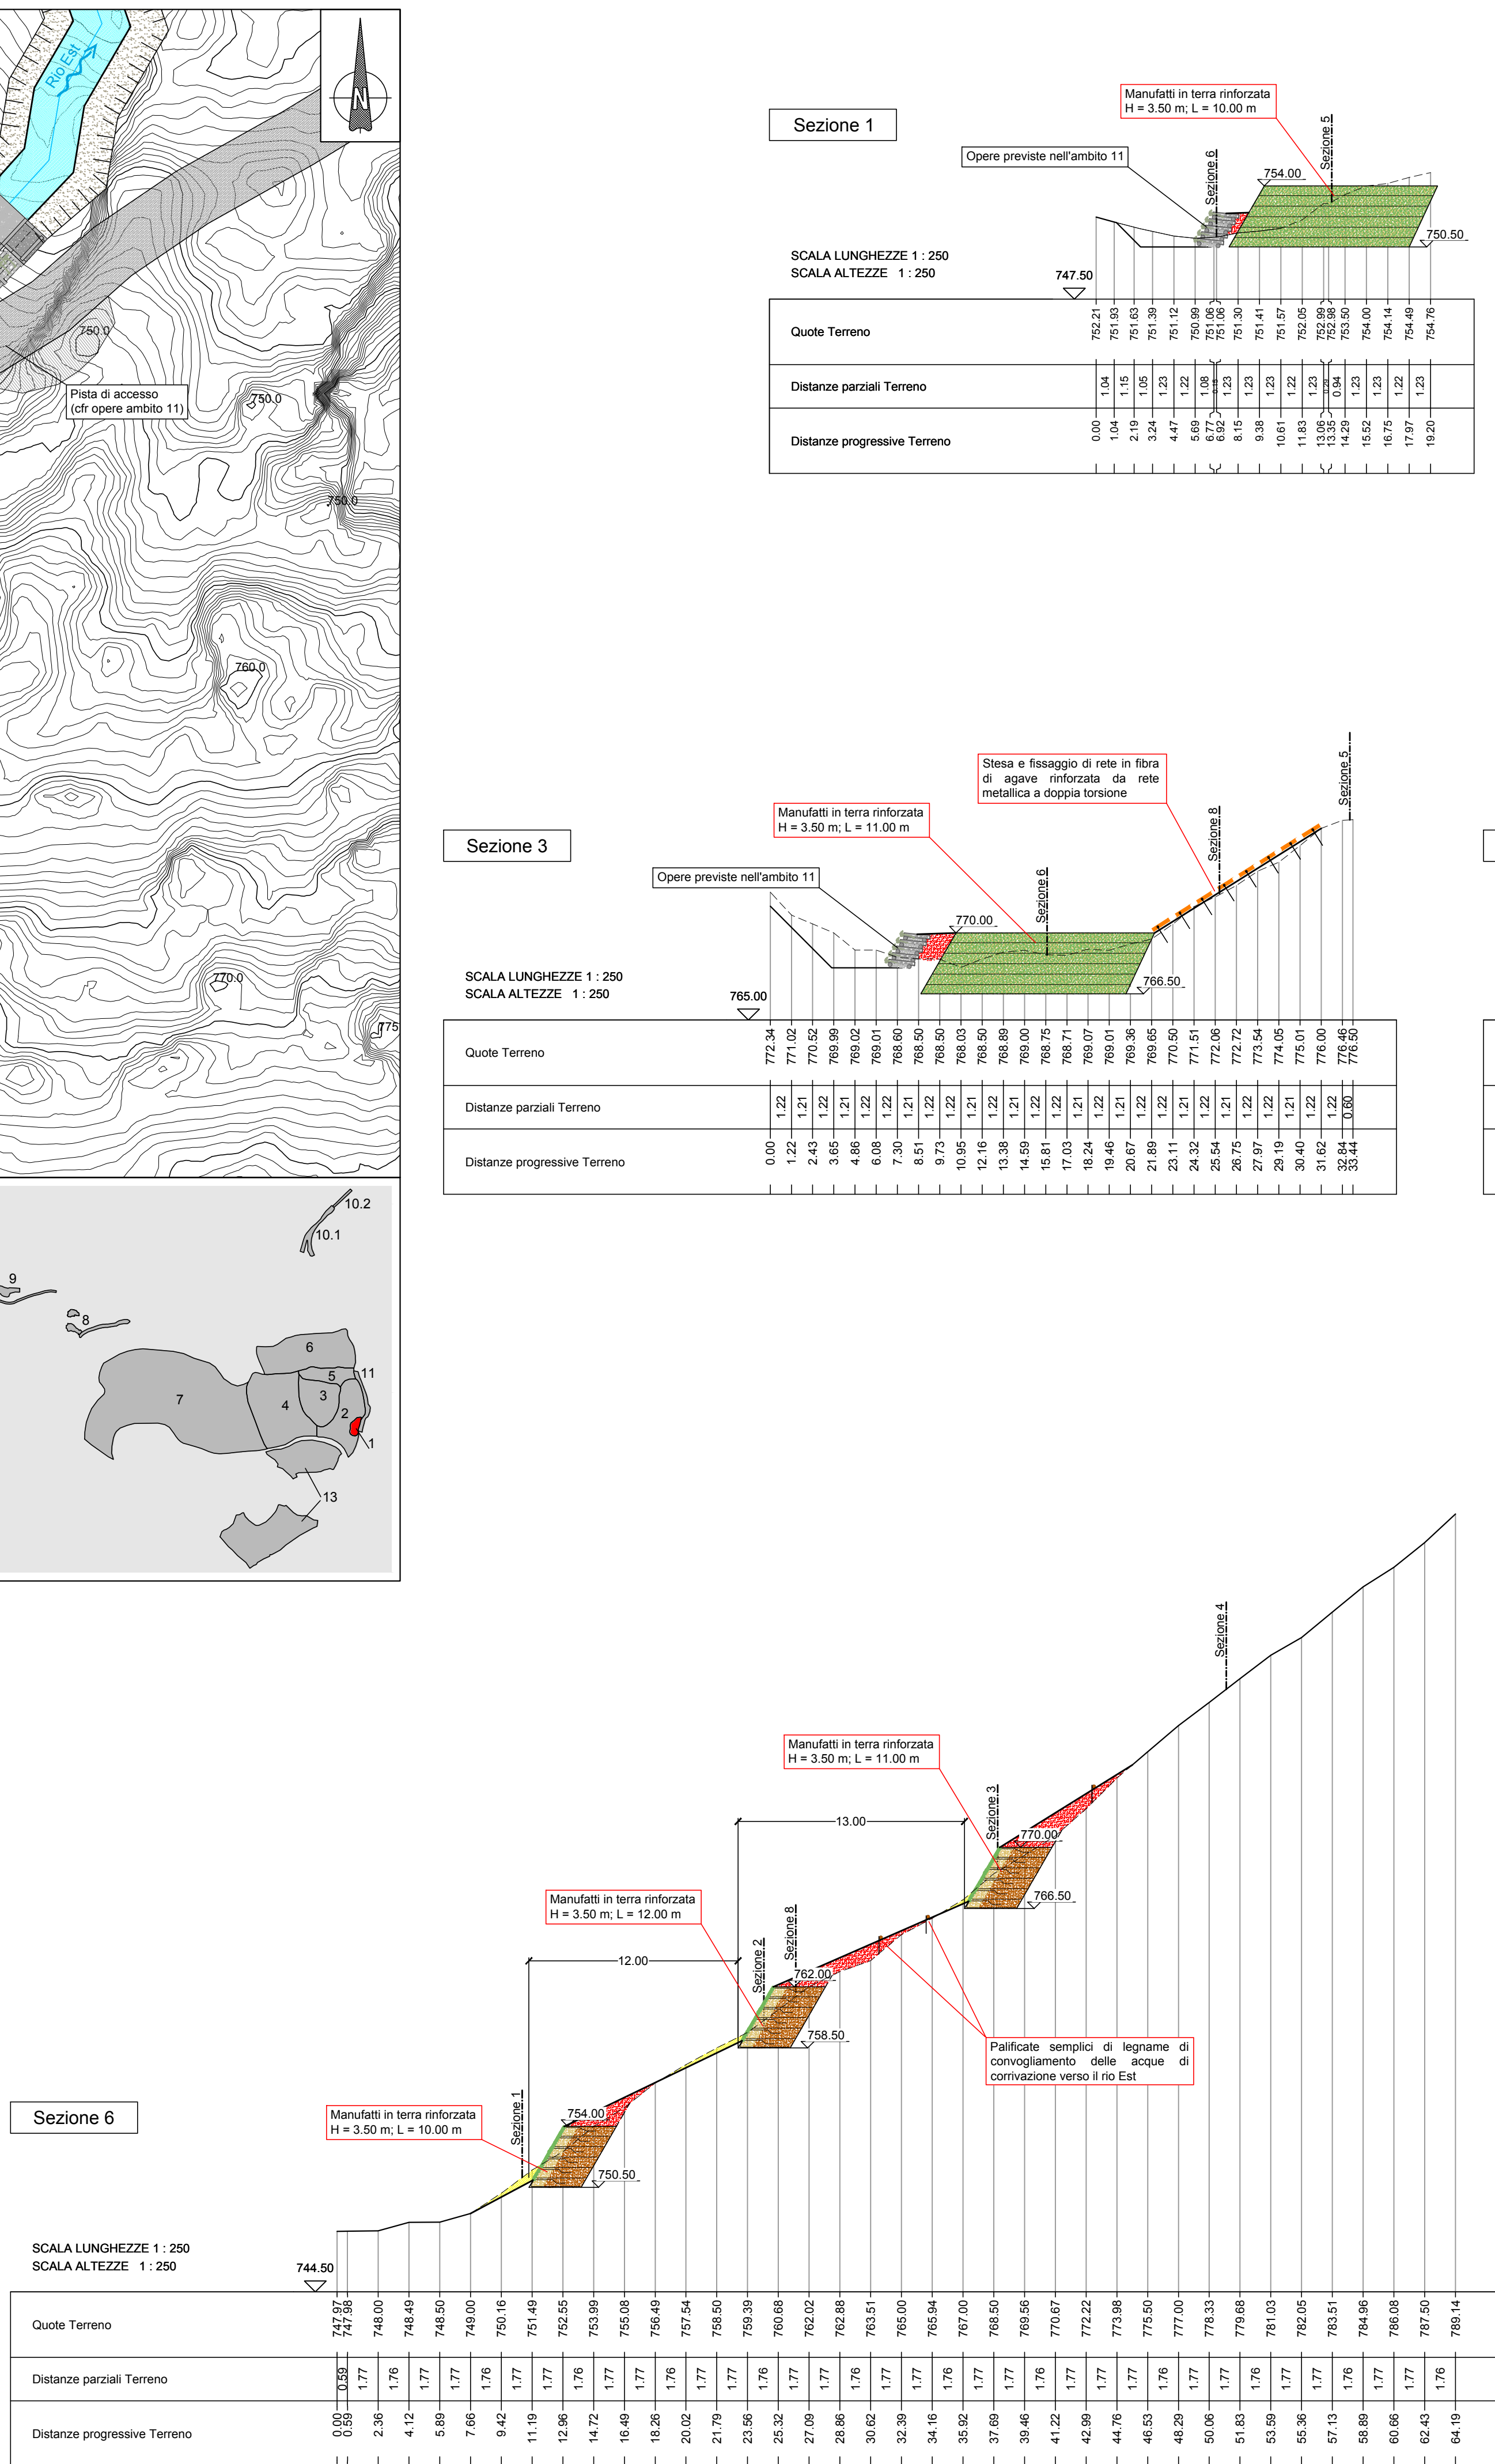 Rio Est
N
750.0
Pista di accesso
(cfr opere ambito 11)
750.0
750.0
760.0
770.0
775
10.2
10.1
9
8
6
5
11
7
4
3
2
1
13
Sezione 1
Manufatti in terra rinforzata
H = 3.50 m; L = 10.00 m
Opere previste nell'ambito 11
Sezione 6
Sezione 5
754.00
750.50
SCALA LUNGHEZZE 1 : 250
SCALA ALTEZZE 1 : 250
747.50
Quote Terreno
752.21 751.93 751.63 751.39 751.12 750.99 751.06 751.06 751.30 751.41 751.57 752.05 752.99 752.98 753.50 754.00 754.14 754.49 754.76
Distanze parziali Terreno
1.04 1.15 1.05 1.23 1.22 1.08 0.15 1.23 1.23 1.23 1.22 1.23 0.29 0.94 1.23 1.23 1.22 1.23
Distanze progressive Terreno
0.00 1.04 2.19 3.24 4.47 5.69 6.77 6.92 8.15 9.38 10.61 11.83 13.06 13.35 14.29 15.52 16.75 17.97 19.20
Sezione 3
Stesa e fissaggio di rete in fibra
di agave rinforzata da rete
metallica a doppia torsione
Manufatti in terra rinforzata
H = 3.50 m; L = 11.00 m
Opere previste nell'ambito 11
Sezione 6
Sezione 8
Sezione 5
770.00
766.50
SCALA LUNGHEZZE 1 : 250
SCALA ALTEZZE 1 : 250
765.00
Quote Terreno
772.34 771.02 770.52 769.99 769.02 769.01 768.60 768.50 768.50 768.03 768.50 768.89 769.00 768.75 768.71 769.07 769.01 769.36 769.65 770.50 771.51 772.06 772.72 773.54 774.05 775.01 776.00 776.46 776.50
Distanze parziali Terreno
1.22 1.21 1.22 1.21 1.22 1.22 1.21 1.22 1.22 1.21 1.22 1.21 1.22 1.22 1.21 1.22 1.21 1.22 1.22 1.21 1.22 1.21 1.22 1.22 1.21 1.22 1.22 0.60
Distanze progressive Terreno
0.00 1.22 2.43 3.65 4.86 6.08 7.30 8.51 9.73 10.95 12.16 13.38 14.59 15.81 17.03 18.24 19.46 20.67 21.89 23.11 24.32 25.54 26.75 27.97 29.19 30.40 31.62 32.84 33.44
Sezione 6
Sezione 4
Manufatti in terra rinforzata
H = 3.50 m; L = 11.00 m
Sezione 3
13.00
770.00
766.50
Manufatti in terra rinforzata
H = 3.50 m; L = 12.00 m
Sezione 2
Sezione 8
12.00
762.00
758.50
Palificate semplici di legname di
convogliamento delle acque di
corrivazione verso il rio Est
Manufatti in terra rinforzata
H = 3.50 m; L = 10.00 m
Sezione 1
754.00
750.50
SCALA LUNGHEZZE 1 : 250
SCALA ALTEZZE 1 : 250
744.50
Quote Terreno
747.97 747.98 748.00 748.49 748.50 749.00 750.16 751.49 752.55 753.99 755.08 756.49 757.54 758.50 759.39 760.68 762.02 762.88 763.51 765.00 765.94 767.00 768.50 769.56 770.67 772.22 773.98 775.50 777.00 778.33 779.68 781.03 782.05 783.51 784.96 786.08 787.50 789.14
Distanze parziali Terreno
0.59 1.77 1.76 1.77 1.77 1.76 1.77 1.77 1.76 1.77 1.77 1.76 1.77 1.77 1.76 1.77 1.77 1.76 1.77 1.77 1.76 1.77 1.77 1.76 1.77 1.77 1.77 1.76 1.77 1.77 1.76 1.77 1.77 1.76 1.77 1.77 1.76
Distanze progressive Terreno
0.00 0.59 2.36 4.12 5.89 7.66 9.42 11.19 12.96 14.72 16.49 18.26 20.02 21.79 23.56 25.32 27.09 28.86 30.62 32.39 34.16 35.92 37.69 39.46 41.22 42.99 44.76 46.53 48.29 50.06 51.83 53.59 55.36 57.13 58.89 60.66 62.43 64.19